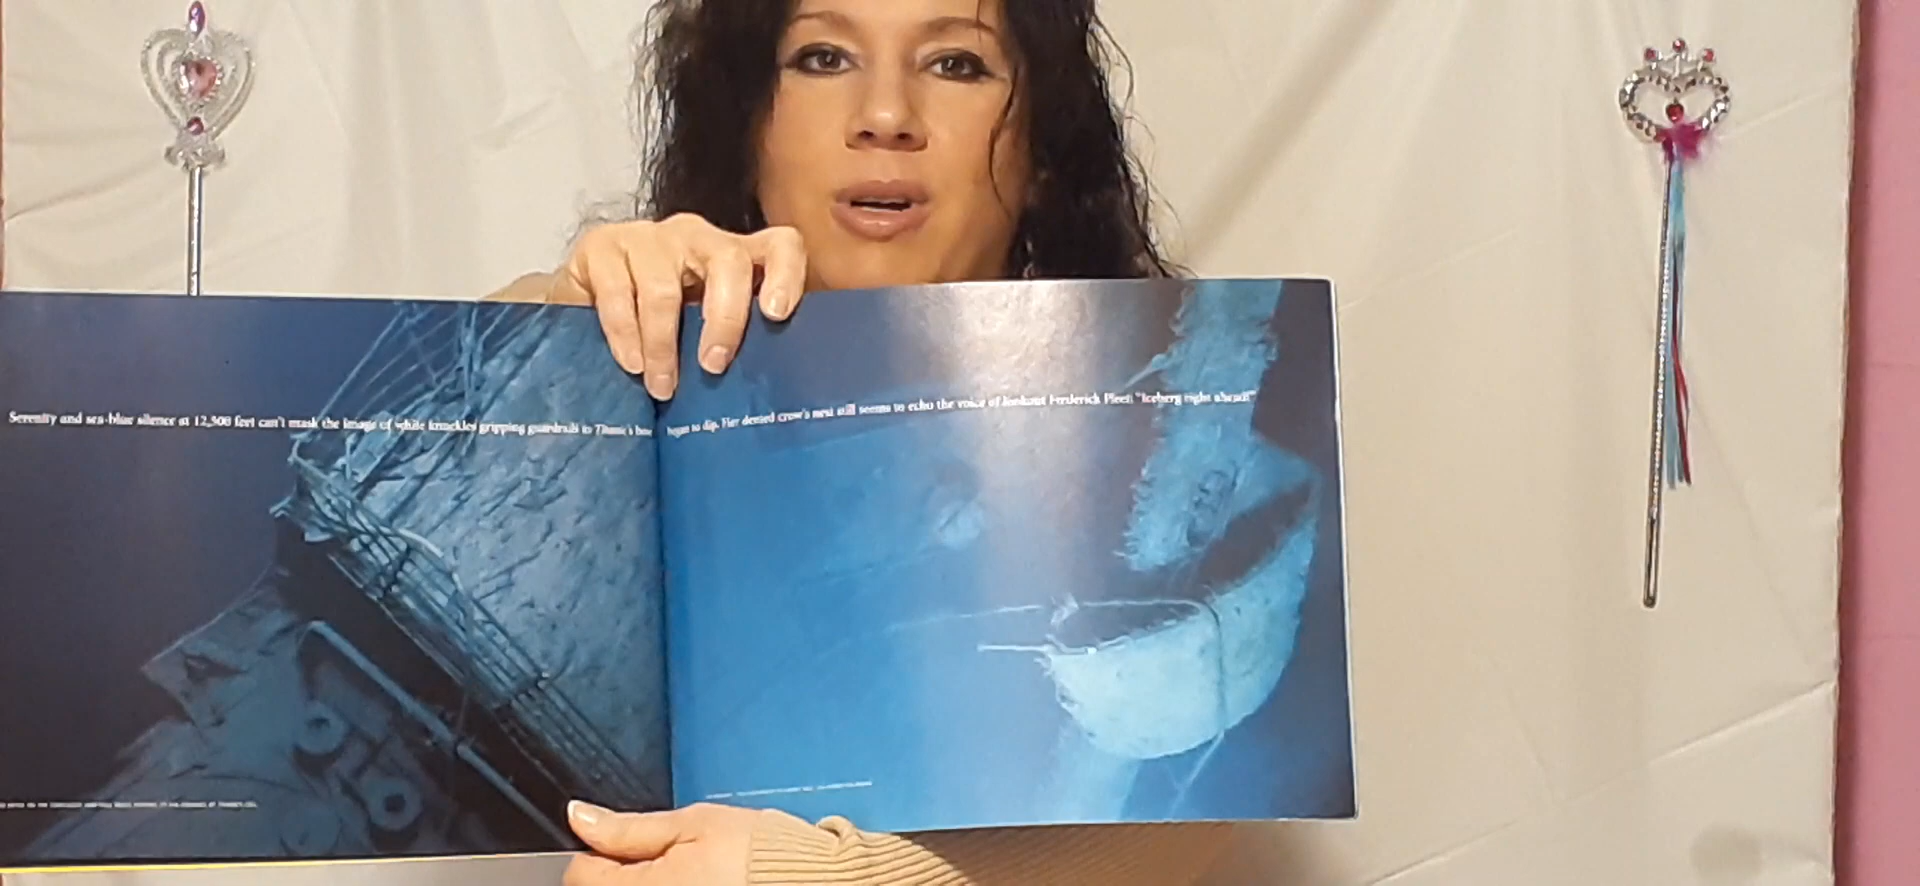 Serenity and sea-blue silence at 12,500 feet can't mask the image of white knuckles gripping guardrails as Titanic's bow began to dip. Her dented crow's nest still seems to echo the voice of lookout Frederick Fleet: "Iceberg right ahead!"